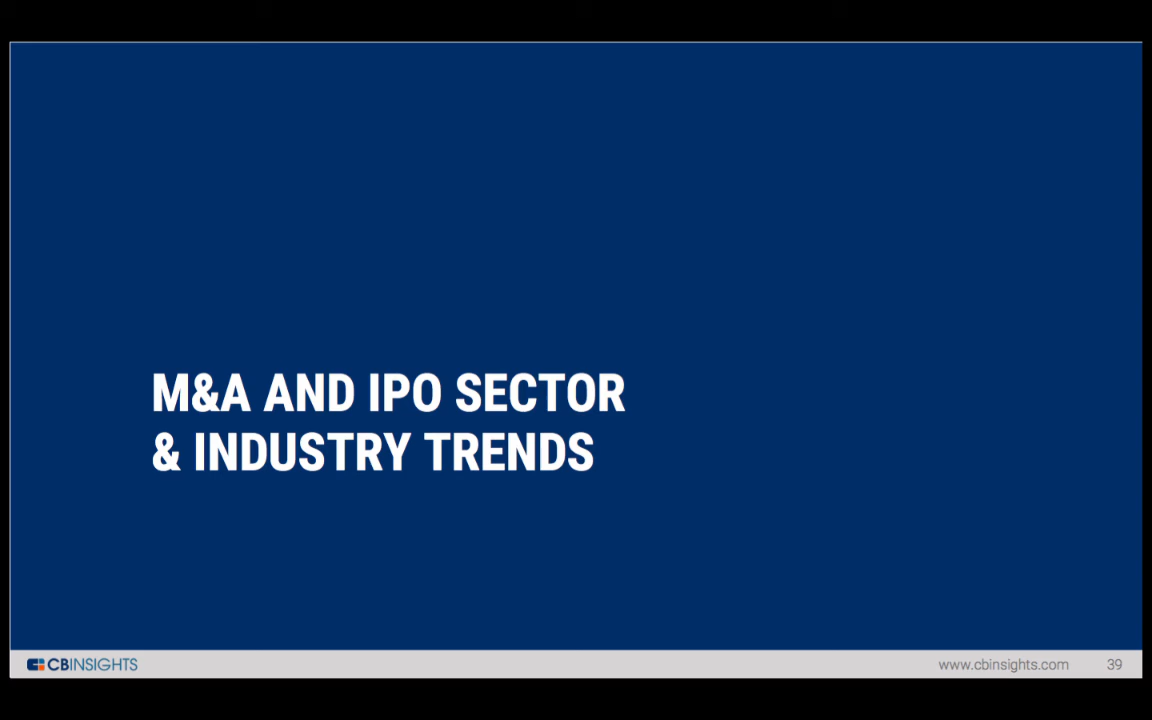 M&A AND IPO SECTOR
& INDUSTRY TRENDS
CBINSIGHTS
www.cbinsights.com
39